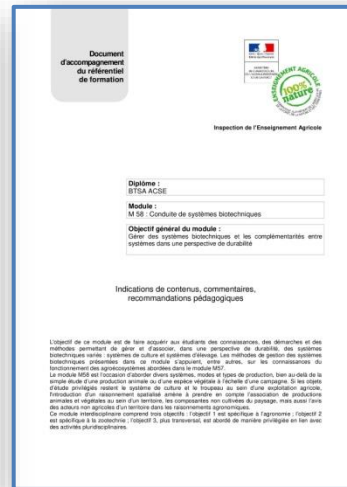 Document
d'accompagnement
du référentiel
de formation
ENSEIGNEMENT AGRICOLE
100%
nature
Inspection de l'Enseignement Agricole
Diplôme :
BTSA ACSE
Module :
M 58 : Conduite de systèmes biotechniques
Objectif général du module :
Gérer des systèmes biotechniques et les complémentarités entre
systèmes dans une perspective de durabilité
Indications de contenus, commentaires,
recommandations pédagogiques
L'objectif de ce module est de faire acquérir aux étudiants des connaissances, des démarches et des
méthodes permettant de gérer et d'associer, dans une perspective de durabilité, des systèmes
biotechniques variés : systèmes de culture et systèmes d'élevage. Les méthodes de gestion des systèmes
biotechniques présentées dans ce module s'appuient, entre autres, sur les connaissances du
fonctionnement des agroécosystèmes abordées dans le module M57.
Le module M58 est l'occasion d'aborder divers systèmes, modes et types de production, bien au-delà de la
simple étude d'une production animale ou d'une espèce végétale à l'échelle d'une campagne. Si les objets
d'étude privilégiés restent le système de culture et le troupeau au sein d'une exploitation agricole,
l'introduction d'un raisonnement spatialisé amène à prendre en compte l'association de productions
animales et végétales au sein d'un territoire, les composantes non cultivées du paysage, mais aussi l'avis
des acteurs non agricoles d'un territoire dans les raisonnements agronomiques.
Ce module interdisciplinaire comprend trois objectifs : l'objectif 1 est spécifique à l'agronomie ; l'objectif 2
est spécifique à la zootechnie ; l'objectif 3, plus transversal, est abordé de manière privilégiée en lien avec
des activités pluridisciplinaires.